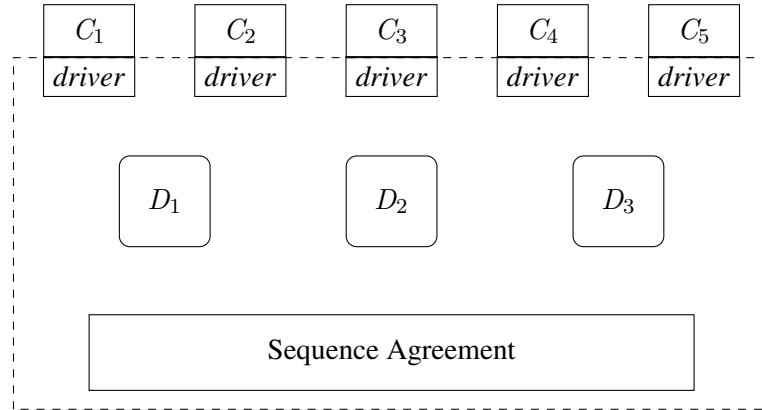 C₁ C₂ C₃ C₄ C₅
driver driver driver driver driver
D₁ D₂ D₃
Sequence Agreement